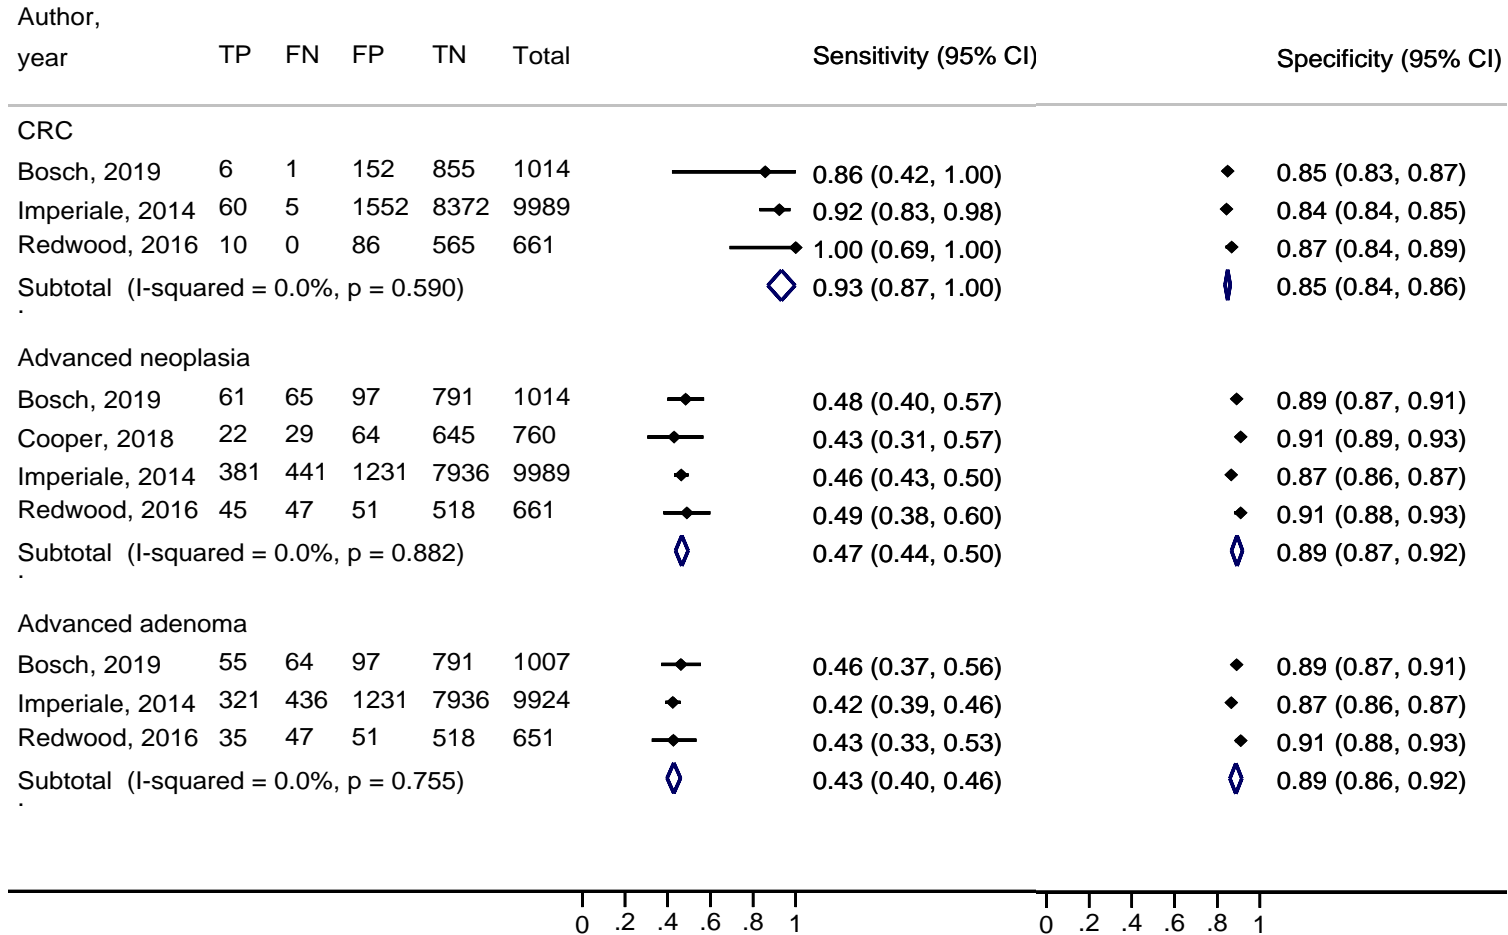 Author,
year TP FN FP TN Total Sensitivity (95% CI) Specificity (95% CI)
CRC
Bosch, 2019 6 1 152 855 1014 0.86 (0.42, 1.00) 0.85 (0.83, 0.87)
Imperiale, 2014 60 5 1552 8372 9989 0.92 (0.83, 0.98) 0.84 (0.84, 0.85)
Redwood, 2016 10 0 86 565 661 1.00 (0.69, 1.00) 0.87 (0.84, 0.89)
Subtotal (I-squared = 0.0%, p = 0.590) 0.93 (0.87, 1.00) 0.85 (0.84, 0.86)
.
Advanced neoplasia
Bosch, 2019 61 65 97 791 1014 0.48 (0.40, 0.57) 0.89 (0.87, 0.91)
Cooper, 2018 22 29 64 645 760 0.43 (0.31, 0.57) 0.91 (0.89, 0.93)
Imperiale, 2014 381 441 1231 7936 9989 0.46 (0.43, 0.50) 0.87 (0.86, 0.87)
Redwood, 2016 45 47 51 518 661 0.49 (0.38, 0.60) 0.91 (0.88, 0.93)
Subtotal (I-squared = 0.0%, p = 0.882) 0.47 (0.44, 0.50) 0.89 (0.87, 0.92)
.
Advanced adenoma
Bosch, 2019 55 64 97 791 1007 0.46 (0.37, 0.56) 0.89 (0.87, 0.91)
Imperiale, 2014 321 436 1231 7936 9924 0.42 (0.39, 0.46) 0.87 (0.86, 0.87)
Redwood, 2016 35 47 51 518 651 0.43 (0.33, 0.53) 0.91 (0.88, 0.93)
Subtotal (I-squared = 0.0%, p = 0.755) 0.43 (0.40, 0.46) 0.89 (0.86, 0.92)
.
0 .2 .4 .6 .8 1 0 .2 .4 .6 .8 1